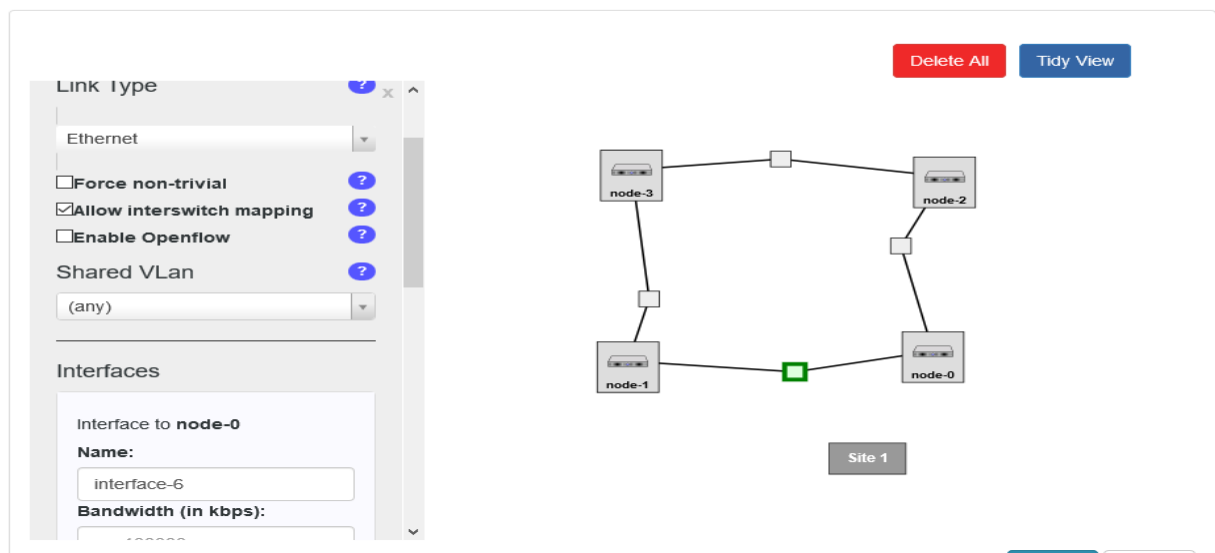 Delete All
Tidy View
Link Type
?
x
Ethernet
Force non-trivial
?
Allow interswitch mapping
?
Enable Openflow
?
Shared VLan
?
(any)
Interfaces
Interface to node-0
Name:
interface-6
Bandwidth (in kbps):
node-3
node-2
node-1
node-0
Site 1